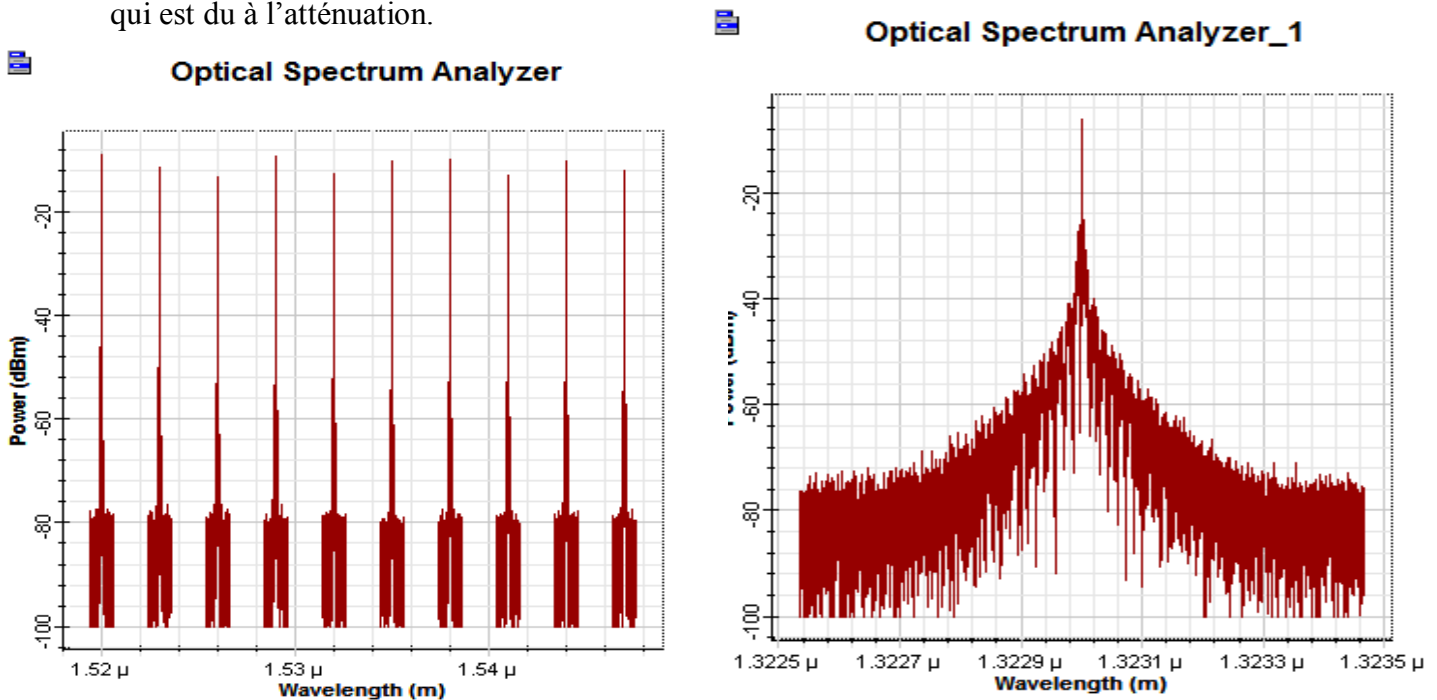 qui est du à l’atténuation.
Optical Spectrum Analyzer
Power (dBm)
-20
-40
-60
-80
-100
1.52 µ 1.53 µ 1.54 µ
Wavelength (m)
Optical Spectrum Analyzer_1
-20
-40
-60
-80
-100
1.3225 µ 1.3227 µ 1.3229 µ 1.3231 µ 1.3233 µ 1.3235 µ
Wavelength (m)